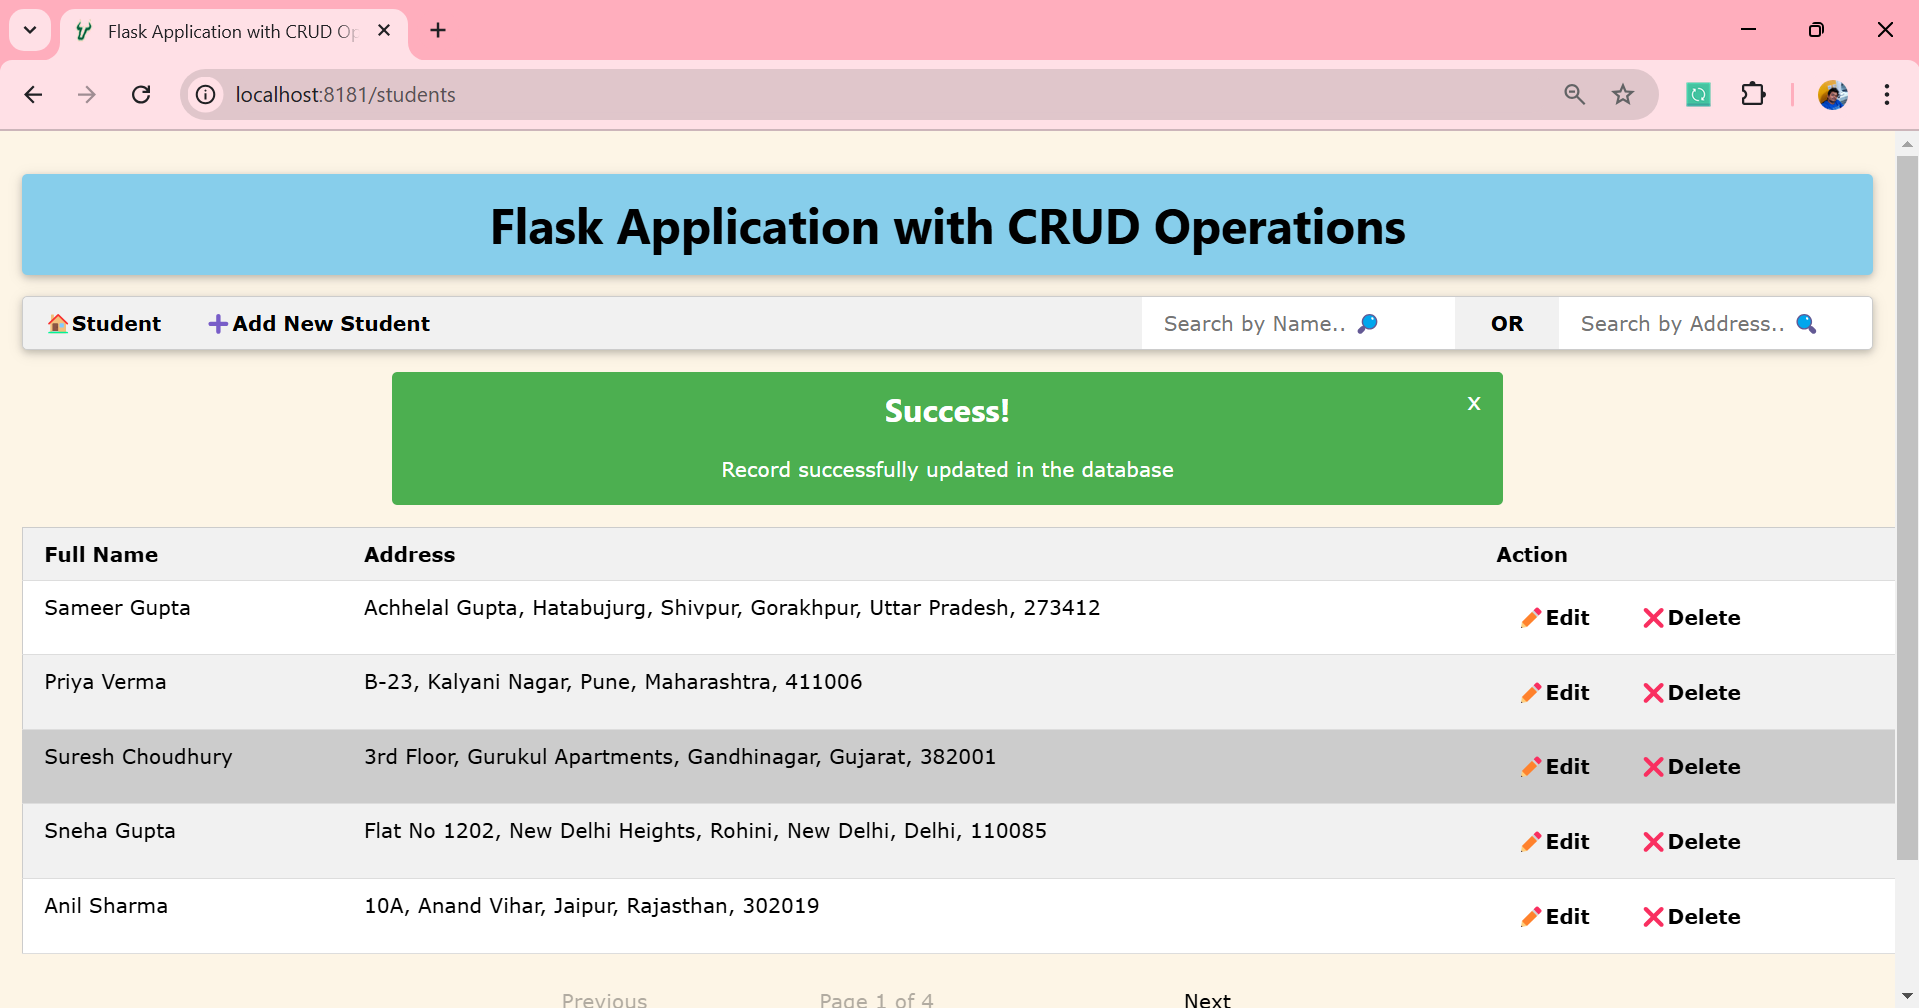 Flask Application with CRUD Op
localhost:8181/students
Flask Application with CRUD Operations
Student Add New Student Search by Name.. OR Search by Address..
Success! x
Record successfully updated in the database
Full Name Address Action
Sameer Gupta Achhelal Gupta, Hatabujurg, Shivpur, Gorakhpur, Uttar Pradesh, 273412 Edit Delete
Priya Verma B-23, Kalyani Nagar, Pune, Maharashtra, 411006 Edit Delete
Suresh Choudhury 3rd Floor, Gurukul Apartments, Gandhinagar, Gujarat, 382001 Edit Delete
Sneha Gupta Flat No 1202, New Delhi Heights, Rohini, New Delhi, Delhi, 110085 Edit Delete
Anil Sharma 10A, Anand Vihar, Jaipur, Rajasthan, 302019 Edit Delete
Previous Page 1 of 4 Next